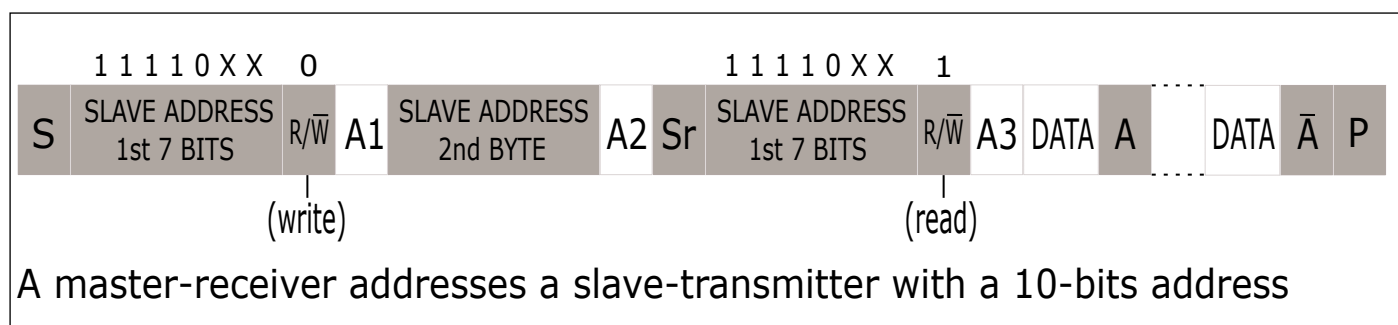 1 1 1 1 0 X X 0 1 1 1 1 0 X X 1
S SLAVE ADDRESS 1st 7 BITS R/W̅ A1 SLAVE ADDRESS 2nd BYTE A2 Sr SLAVE ADDRESS 1st 7 BITS R/W̅ A3 DATA A DATA A̅ P
(write) (read)
A master-receiver addresses a slave-transmitter with a 10-bits address